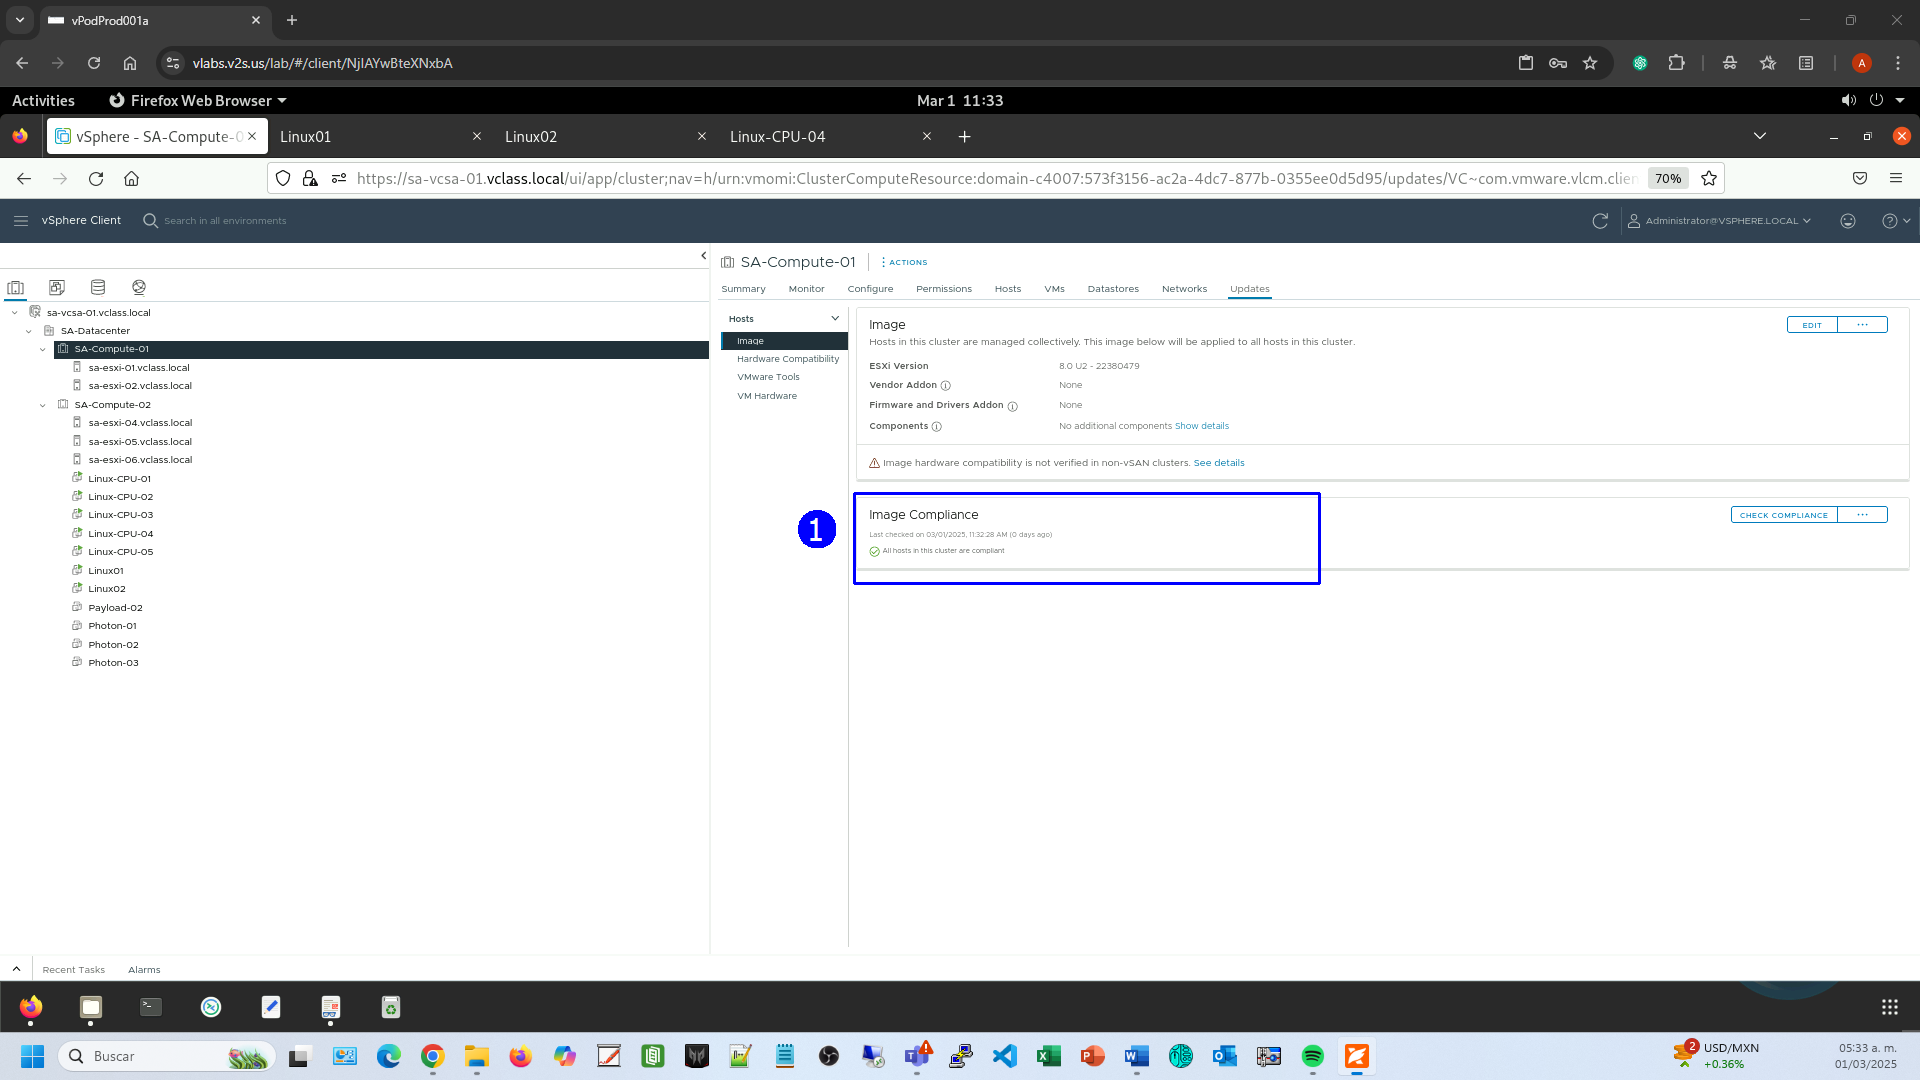 vPodProd001a
vlabs.v2s.us/lab/#/client/NjIAYwBteXNxbA
A
Activities
Firefox Web Browser
Mar 1 11:33
vSphere - SA-Compute-0
Linux01
Linux02
Linux-CPU-04
https://sa-vcsa-01.vclass.local/ui/app/cluster;nav=h/urn:vmomi:ClusterComputeResource:domain-c4007:573f3156-ac2a-4dc7-877b-0355ee0d5d95/updates/VC~com.vmware.vlcm.clien
70%
vSphere Client
Search in all environments
Administrator@VSPHERE.LOCAL
sa-vcsa-01.vclass.local
SA-Datacenter
SA-Compute-01
sa-esxi-01.vclass.local
sa-esxi-02.vclass.local
SA-Compute-02
sa-esxi-04.vclass.local
sa-esxi-05.vclass.local
sa-esxi-06.vclass.local
Linux-CPU-01
Linux-CPU-02
Linux-CPU-03
Linux-CPU-04
Linux-CPU-05
Linux01
Linux02
Payload-02
Photon-01
Photon-02
Photon-03
SA-Compute-01
ACTIONS
Summary
Monitor
Configure
Permissions
Hosts
VMs
Datastores
Networks
Updates
Hosts
Image
Hardware Compatibility
VMware Tools
VM Hardware
Image
EDIT
Hosts in this cluster are managed collectively. This image below will be applied to all hosts in this cluster.
ESXi Version 8.0 U2 - 22380479
Vendor Addon None
Firmware and Drivers Addon None
Components No additional components Show details
Image hardware compatibility is not verified in non-vSAN clusters. See details
1
Image Compliance
CHECK COMPLIANCE
Last checked on 03/01/2025, 11:32:28 AM (0 days ago)
All hosts in this cluster are compliant
Recent Tasks
Alarms
Buscar
2
USD/MXN
+0.36%
05:33 a. m.
01/03/2025